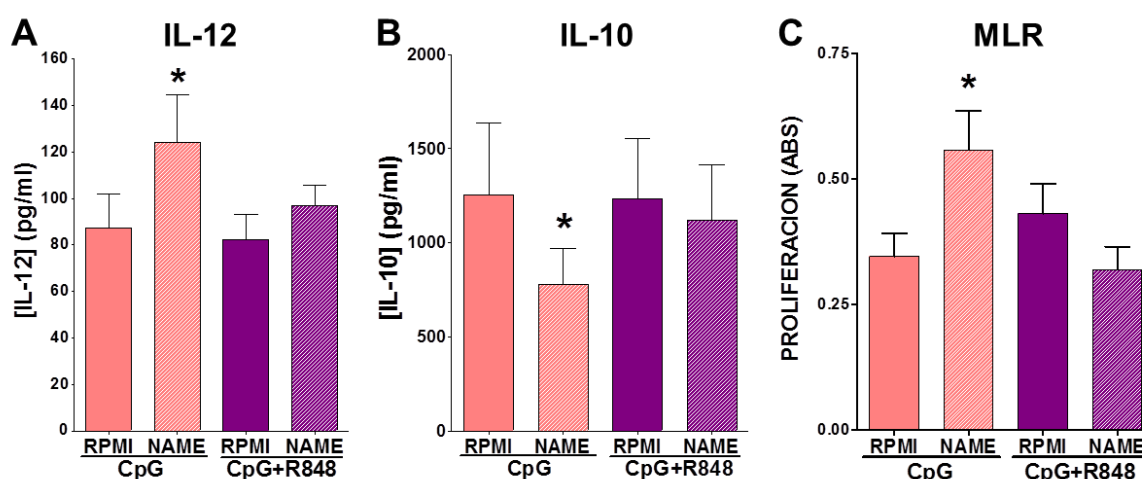 A IL-12
[IL-12] (pg/ml)
160
140
120
100
80
60
40
20
0
*
RPMI NAME RPMI NAME
CpG CpG+R848
B IL-10
[IL-10] (pg/ml)
2000
1500
1000
500
0
*
RPMI NAME RPMI NAME
CpG CpG+R848
C MLR
PROLIFERACION (ABS)
0.75
0.50
0.25
0.00
*
RPMI NAME RPMI NAME
CpG CpG+R848